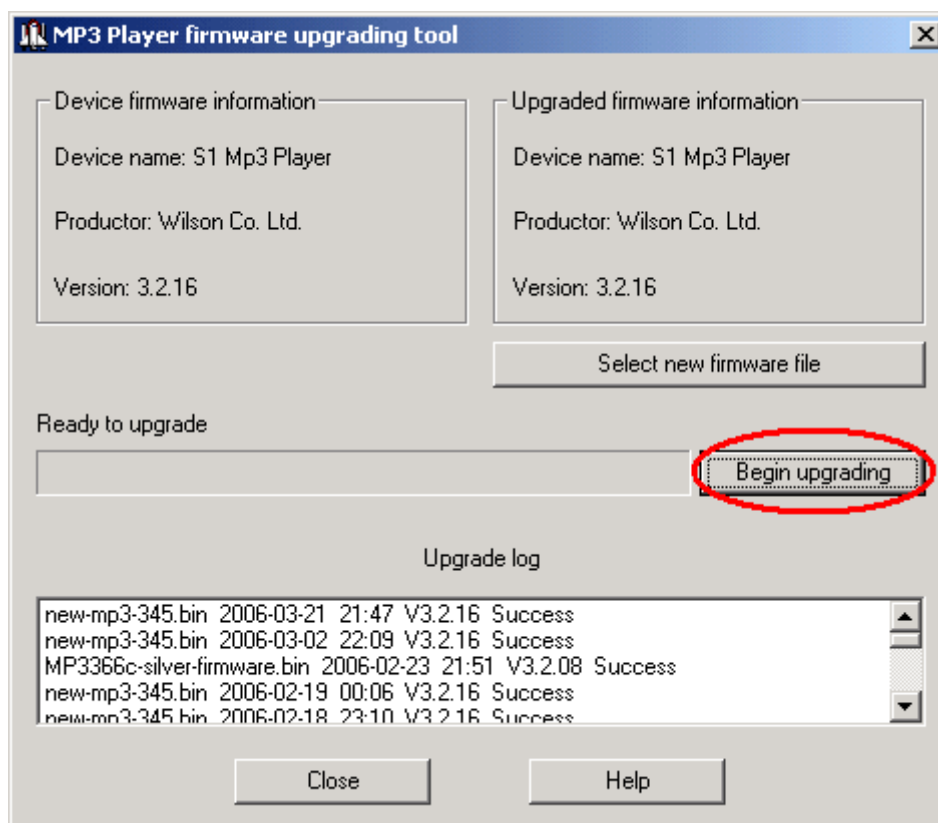 MP3 Player firmware upgrading tool
Device firmware information
Device name: S1 Mp3 Player
Productor: Wilson Co. Ltd.
Version: 3.2.16
Upgraded firmware information
Device name: S1 Mp3 Player
Productor: Wilson Co. Ltd.
Version: 3.2.16
Select new firmware file
Ready to upgrade
Begin upgrading
Upgrade log
new-mp3-345.bin 2006-03-21 21:47 V3.2.16 Success
new-mp3-345.bin 2006-03-02 22:09 V3.2.16 Success
MP3366c-silver-firmware.bin 2006-02-23 21:51 V3.2.08 Success
new-mp3-345.bin 2006-02-19 00:06 V3.2.16 Success
new-mp3-345.bin 2006-02-18 23:10 V3.2.16 Success
Close
Help